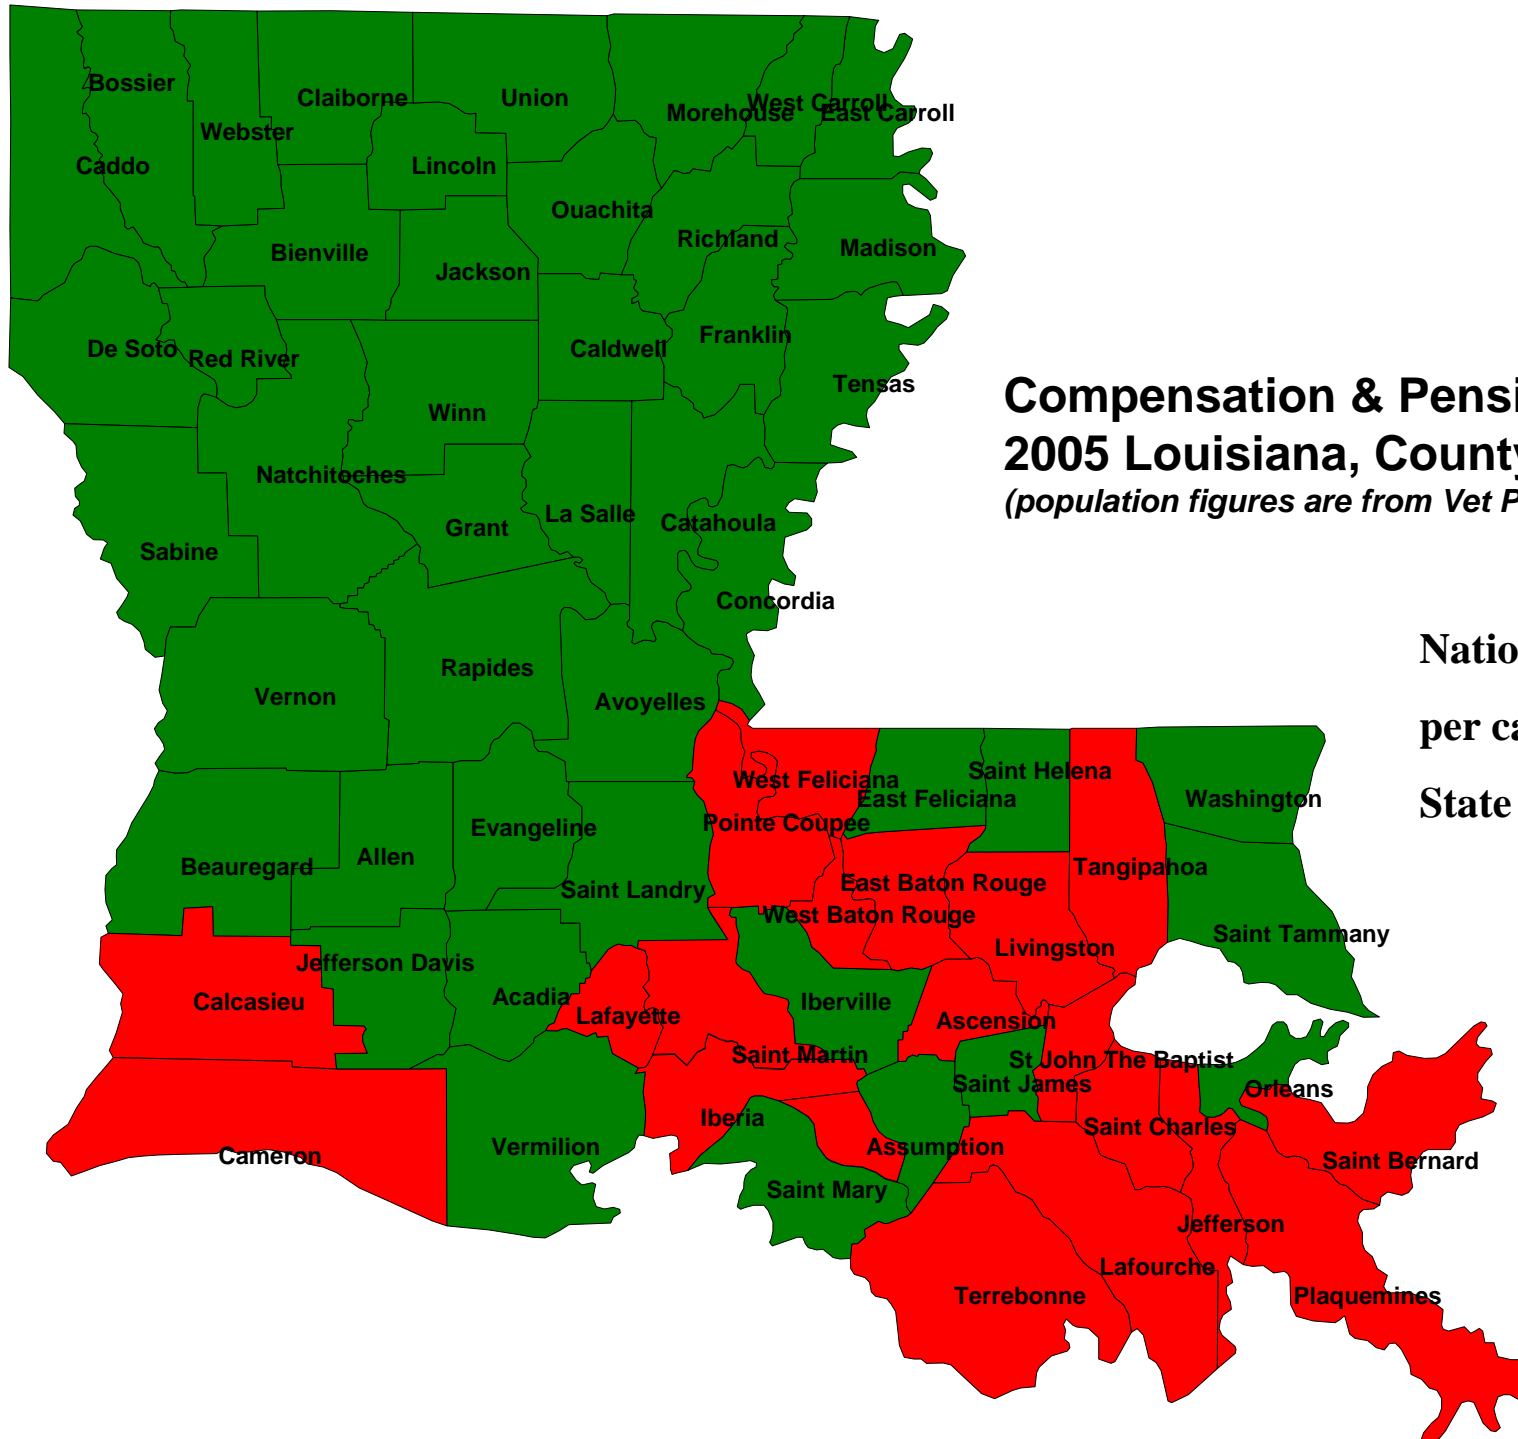 Bossier
Claiborne
Union
Morehouse
West Carroll
East Carroll
Webster
Caddo
Lincoln
Ouachita
Richland
Madison
Bienville
Jackson
De Soto
Red River
Caldwell
Franklin
Tensas
Winn
Natchitoches
Grant
La Salle
Catahoula
Sabine
Concordia
Rapides
Vernon
Avoyelles
Compensation & Pensi
2005 Louisiana, County
(population figures are from Vet P
Natio
per ca
State
West Feliciana
East Feliciana
Saint Helena
Washington
Pointe Coupee
Evangeline
Beauregard
Allen
Saint Landry
East Baton Rouge
West Baton Rouge
Tangipahoa
Livingston
Saint Tammany
Jefferson Davis
Calcasieu
Acadia
Lafayette
Iberville
Ascension
Saint Martin
St John The Baptist
Saint James
Orleans
Iberia
Saint Charles
Cameron
Vermilion
Assumption
Saint Bernard
Saint Mary
Jefferson
Lafourche
Terrebonne
Plaquemines